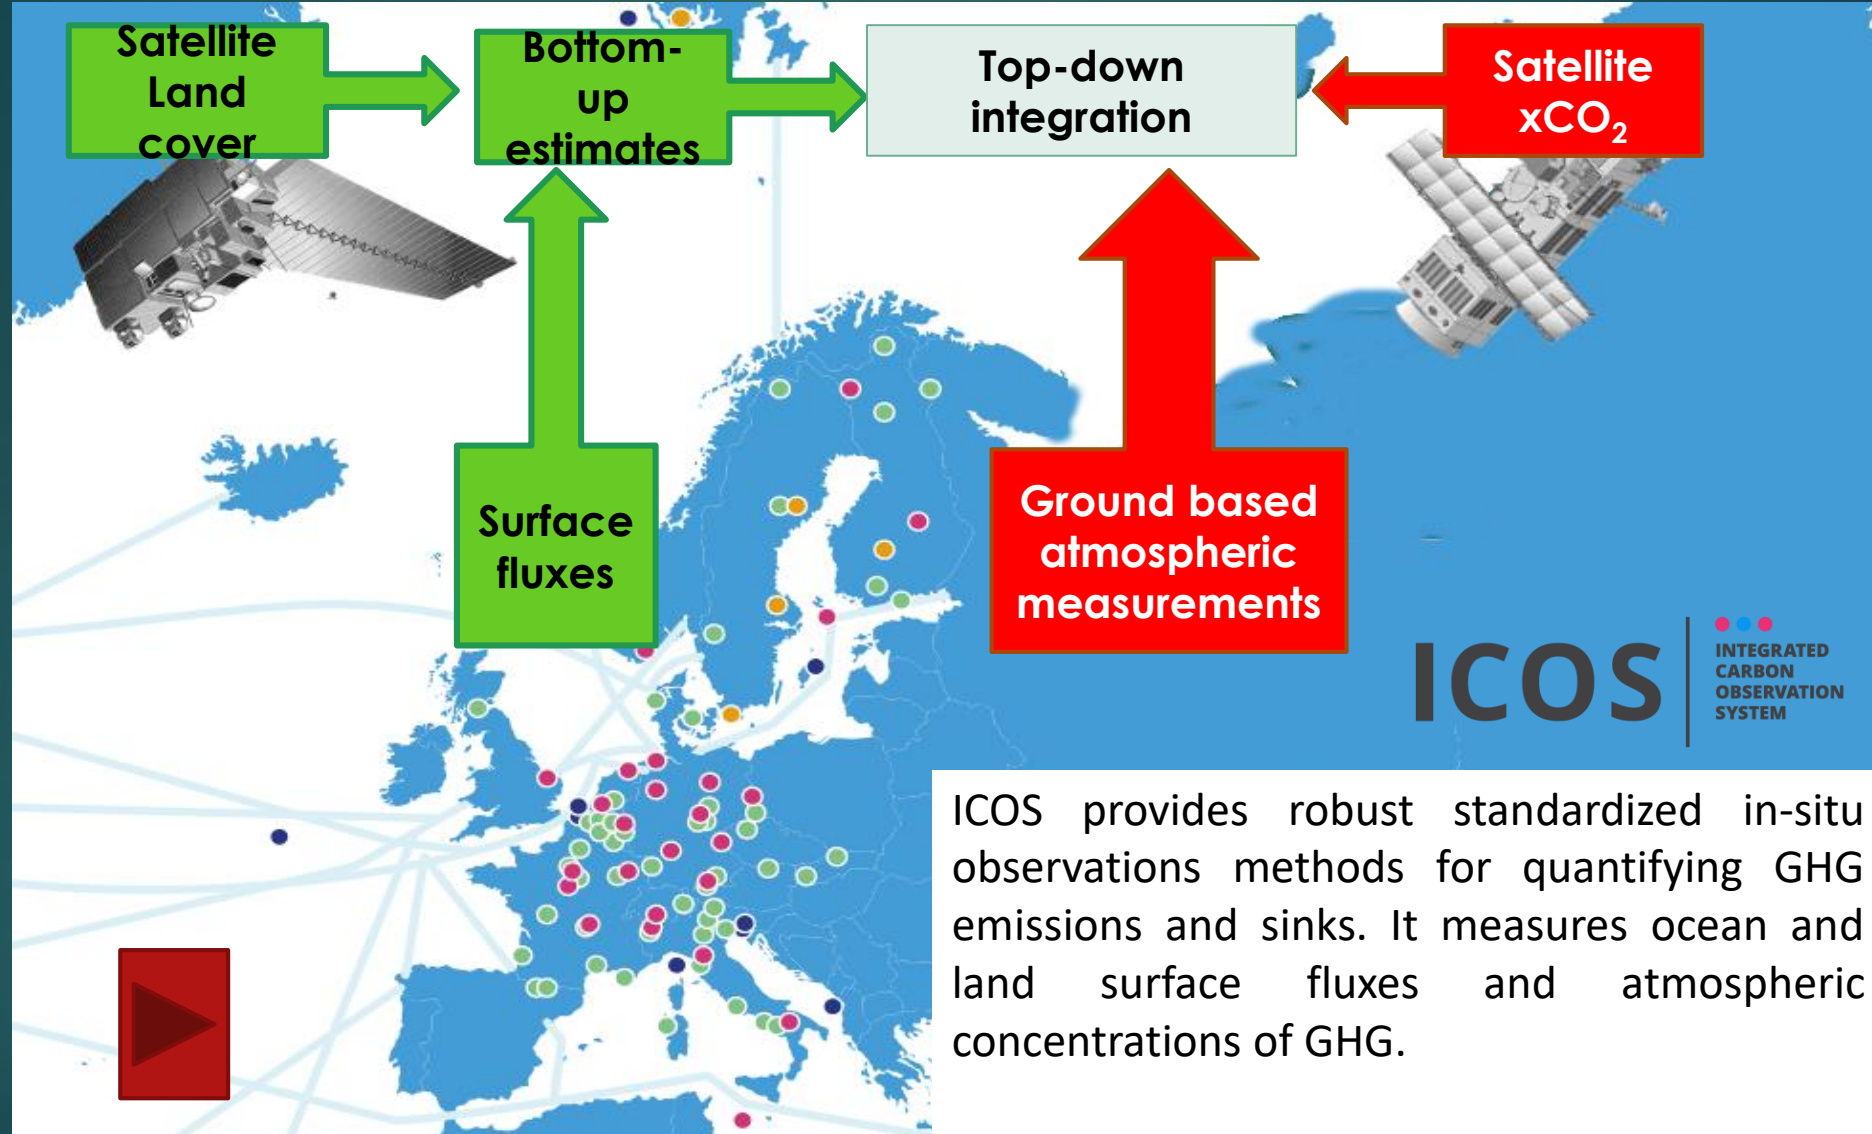 Satellite
Land
cover
Bottom-
up
estimates
Top-down
integration
Satellite
xCO₂
Surface
fluxes
Ground based
atmospheric
measurements
ICOS
INTEGRATED
CARBON
OBSERVATION
SYSTEM
ICOS provides robust standardized in-situ
observations methods for quantifying GHG
emissions and sinks. It measures ocean and
land surface fluxes and atmospheric
concentrations of GHG.